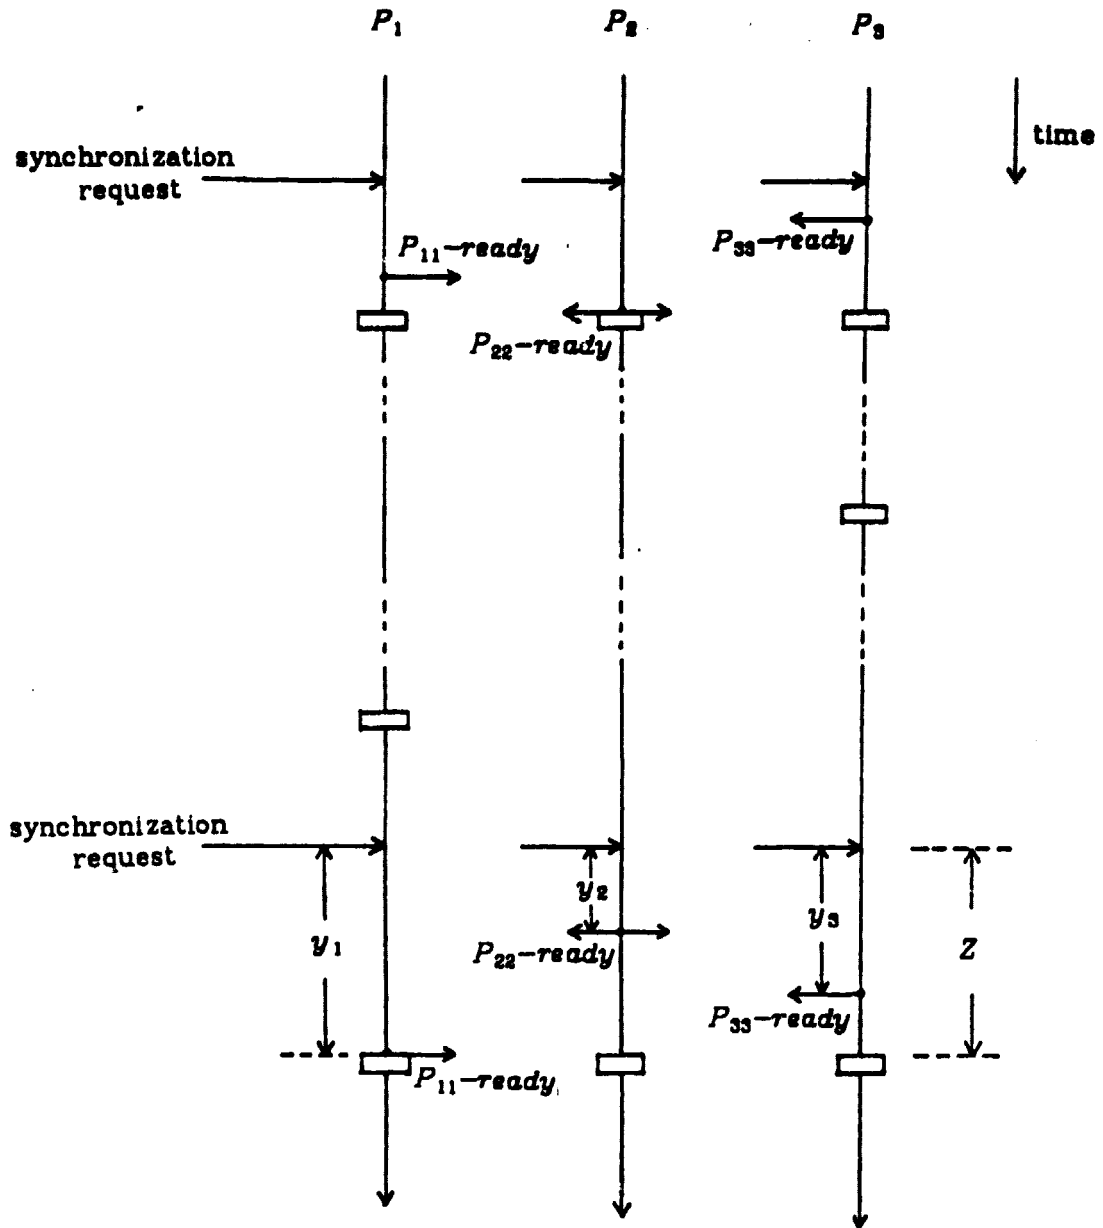 P₁ P₂ P₃
time
synchronization
request
P₁₁-ready
P₃₃-ready
P₂₂-ready
synchronization
request
y₁
y₂
y₃
Z
P₂₂-ready
P₃₃-ready
P₁₁-ready